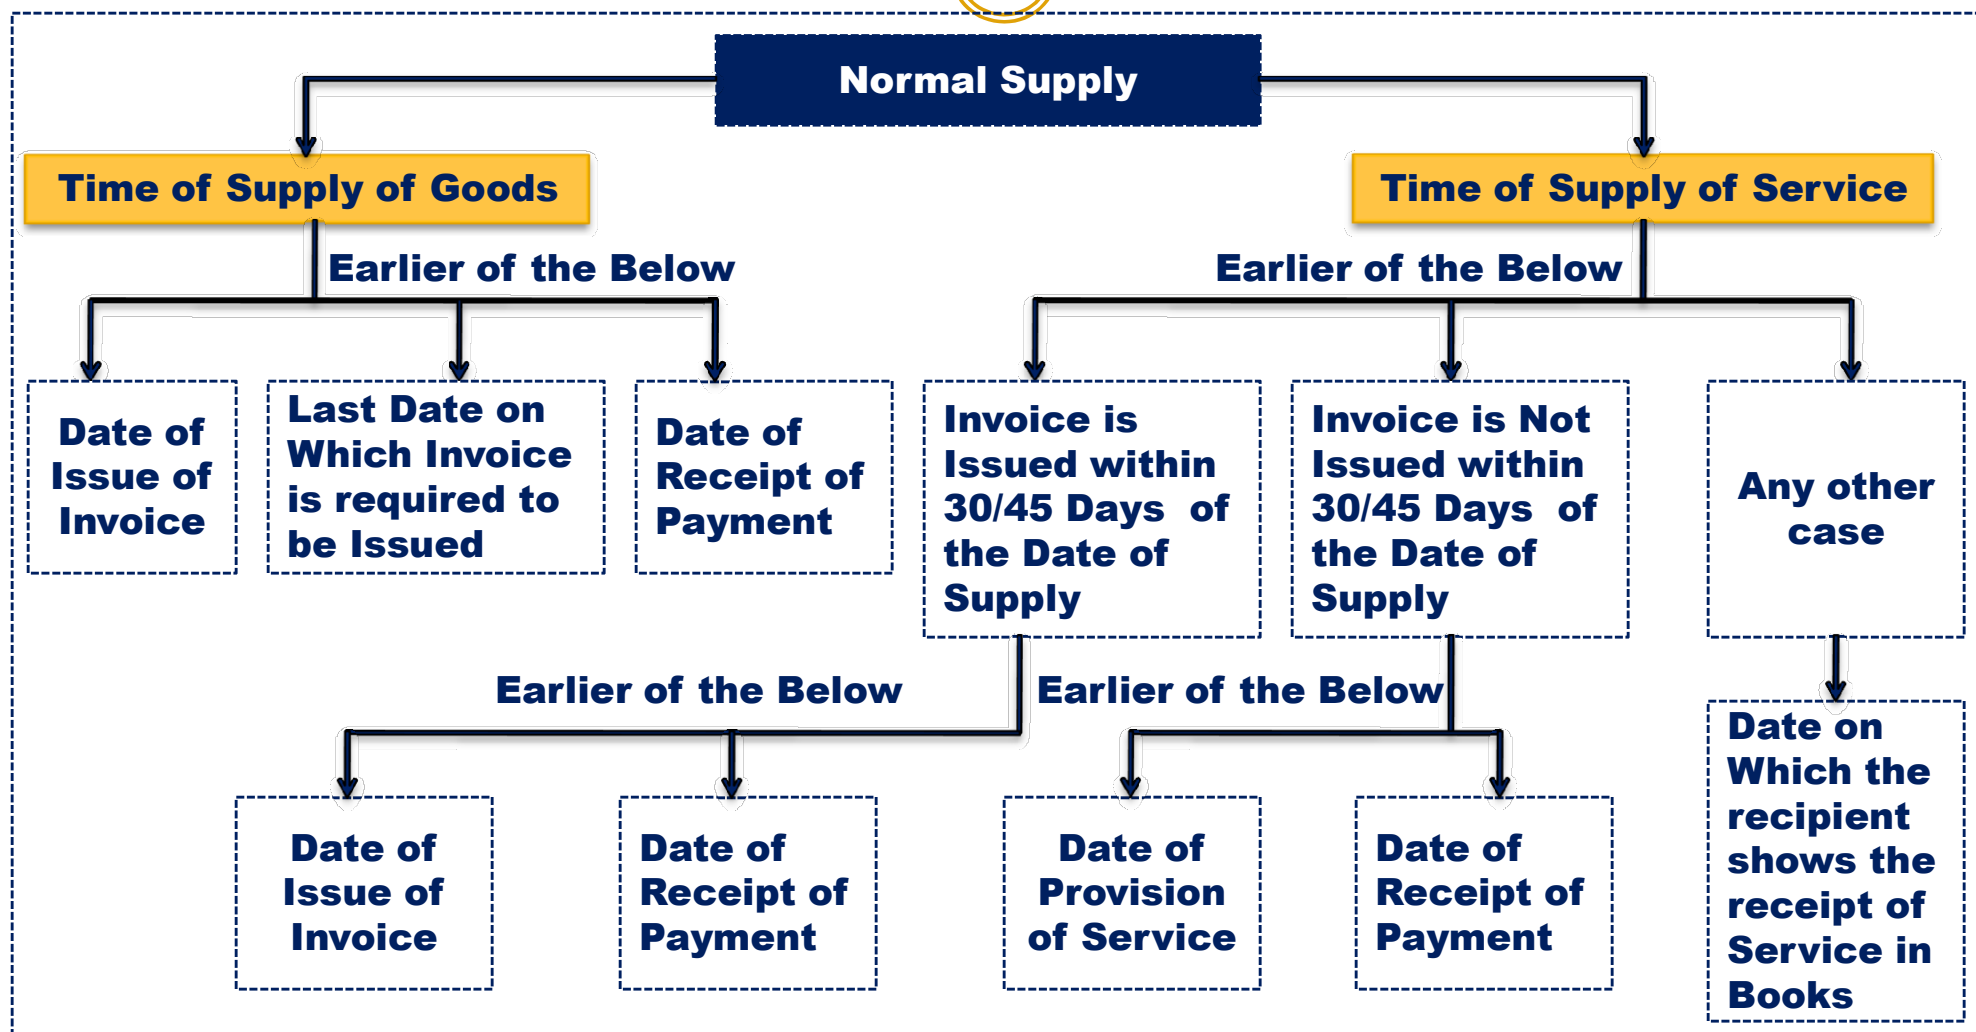 Normal Supply
Time of Supply of Goods
Time of Supply of Service
Earlier of the Below
Earlier of the Below
Date of
Issue of
Invoice
Last Date on
Which Invoice
is required to
be Issued
Date of
Receipt of
Payment
Invoice is
Issued within
30/45 Days of
the Date of
Supply
Invoice is Not
Issued within
30/45 Days of
the Date of
Supply
Any other
case
Earlier of the Below
Earlier of the Below
Date of
Issue of
Invoice
Date of
Receipt of
Payment
Date of
Provision
of Service
Date of
Receipt of
Payment
Date on
Which the
recipient
shows the
receipt of
Service in
Books